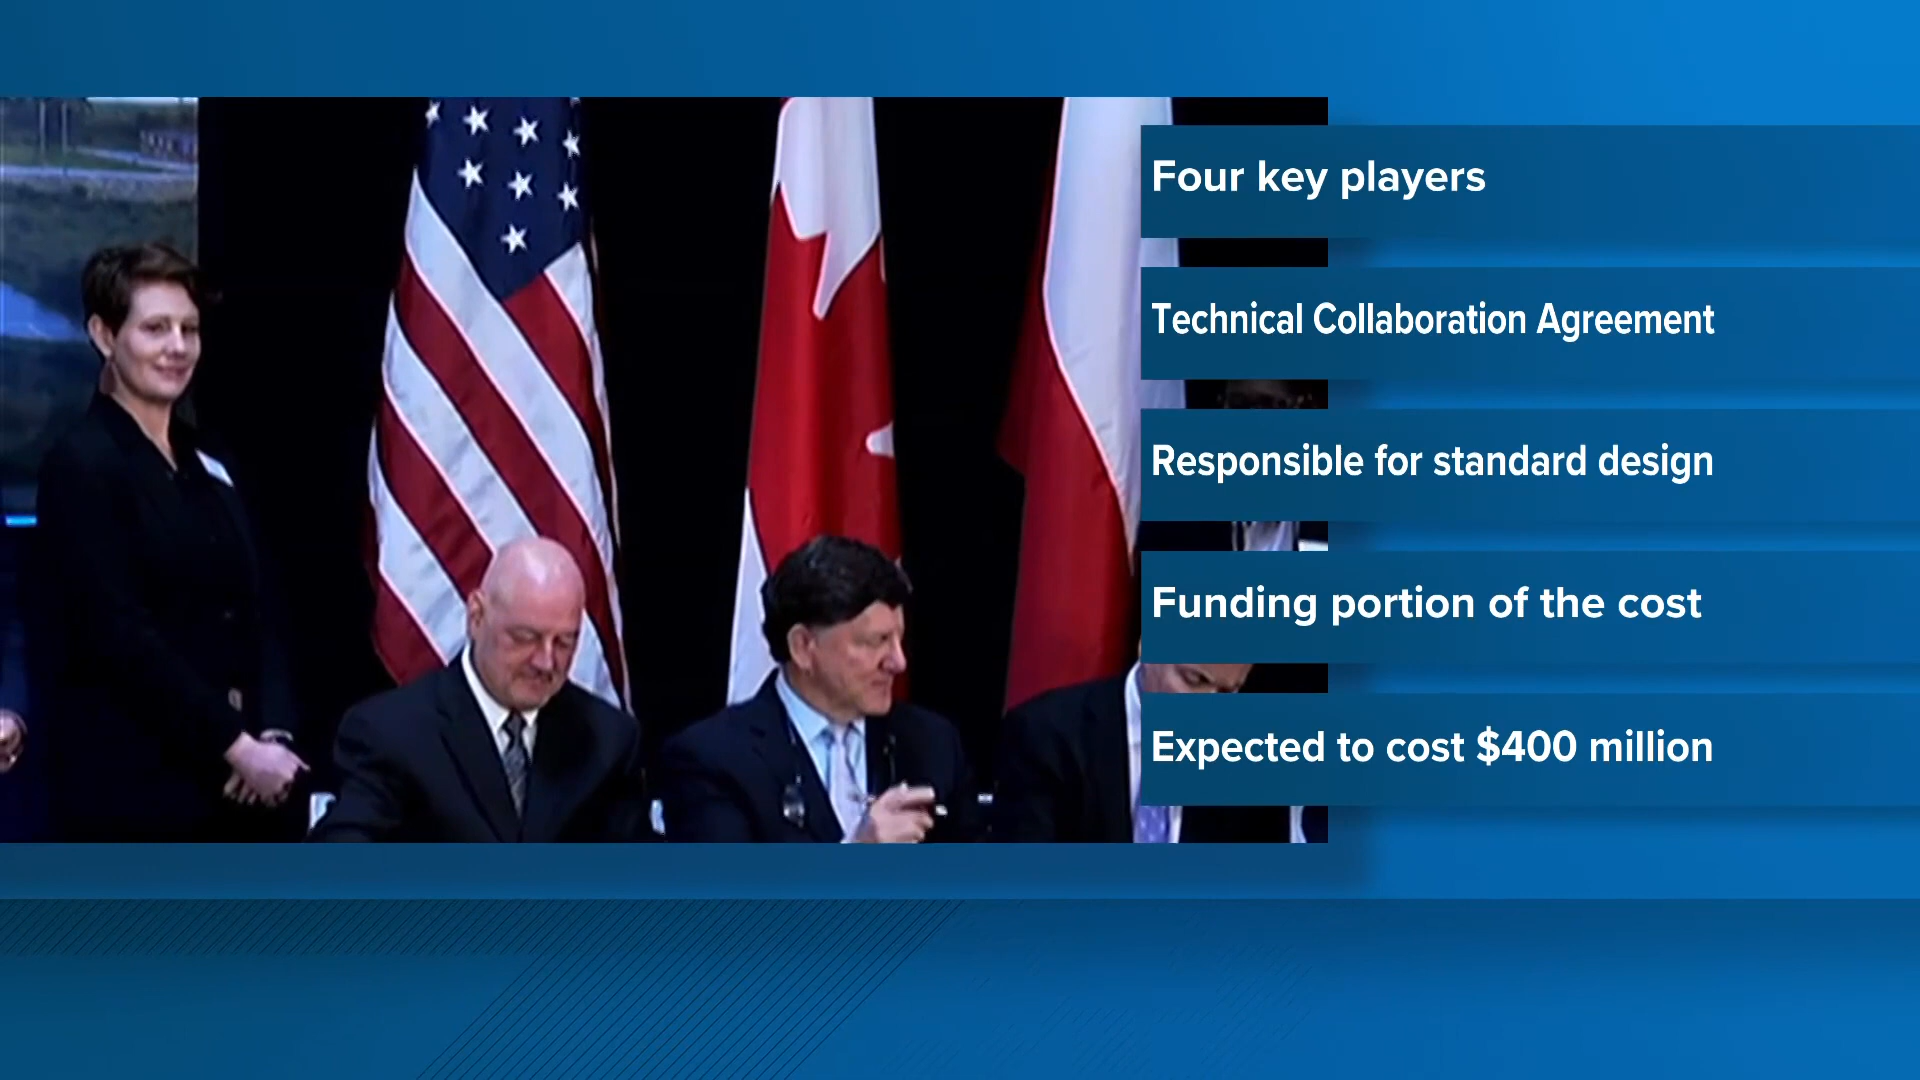 Four key players
Technical Collaboration Agreement
Responsible for standard design
Funding portion of the cost
Expected to cost $400 million